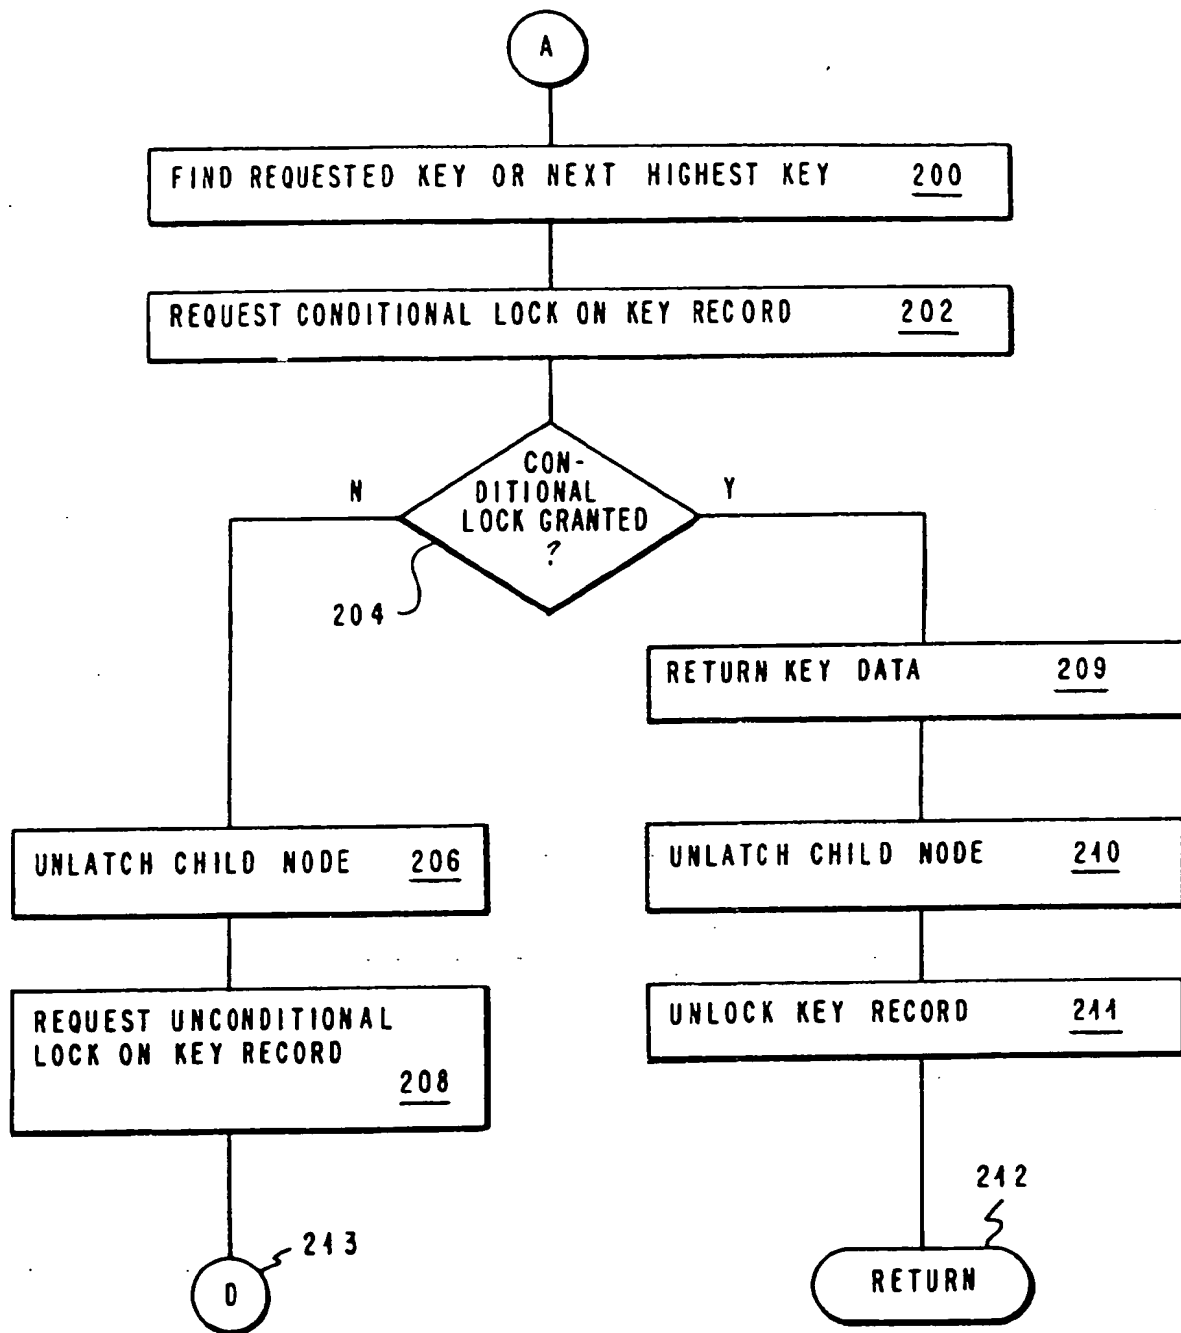 A
FIND REQUESTED KEY OR NEXT HIGHEST KEY 200
REQUEST CONDITIONAL LOCK ON KEY RECORD 202
CON-
DITIONAL
LOCK GRANTED
?
N
Y
204
RETURN KEY DATA 209
UNLATCH CHILD NODE 206
UNLATCH CHILD NODE 210
REQUEST UNCONDITIONAL
LOCK ON KEY RECORD
208
UNLOCK KEY RECORD 211
212
213
D
RETURN